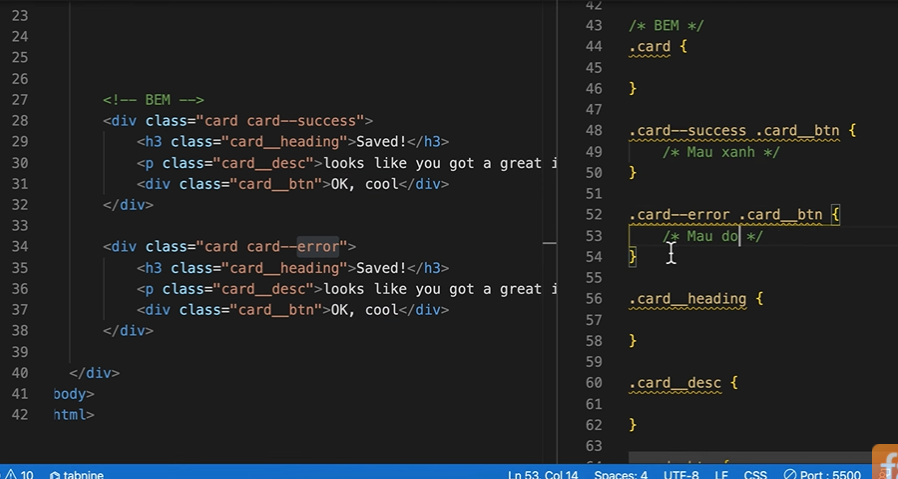 23
24
25
26
27 <!-- BEM -->
28 <div class="card card--success">
29 <h3 class="card__heading">Saved!</h3>
30 <p class="card__desc">looks like you got a great i
31 <div class="card__btn">OK, cool</div>
32 </div>
33
34 <div class="card card--error">
35 <h3 class="card__heading">Saved!</h3>
36 <p class="card__desc">looks like you got a great i
37 <div class="card__btn">OK, cool</div>
38 </div>
39
40 </div>
41 body>
42 html>
42
43 /* BEM */
44 .card {
45
46 }
47
48 .card--success .card__btn {
49 /* Mau xanh */
50 }
51
52 .card--error .card__btn {
53 /* Mau do */
54 }
55
56 .card__heading {
57
58 }
59
60 .card__desc {
61
62 }
63
10 tabnine Ln 53, Col 14 Spaces: 4 UTF-8 LF CSS Port : 5500